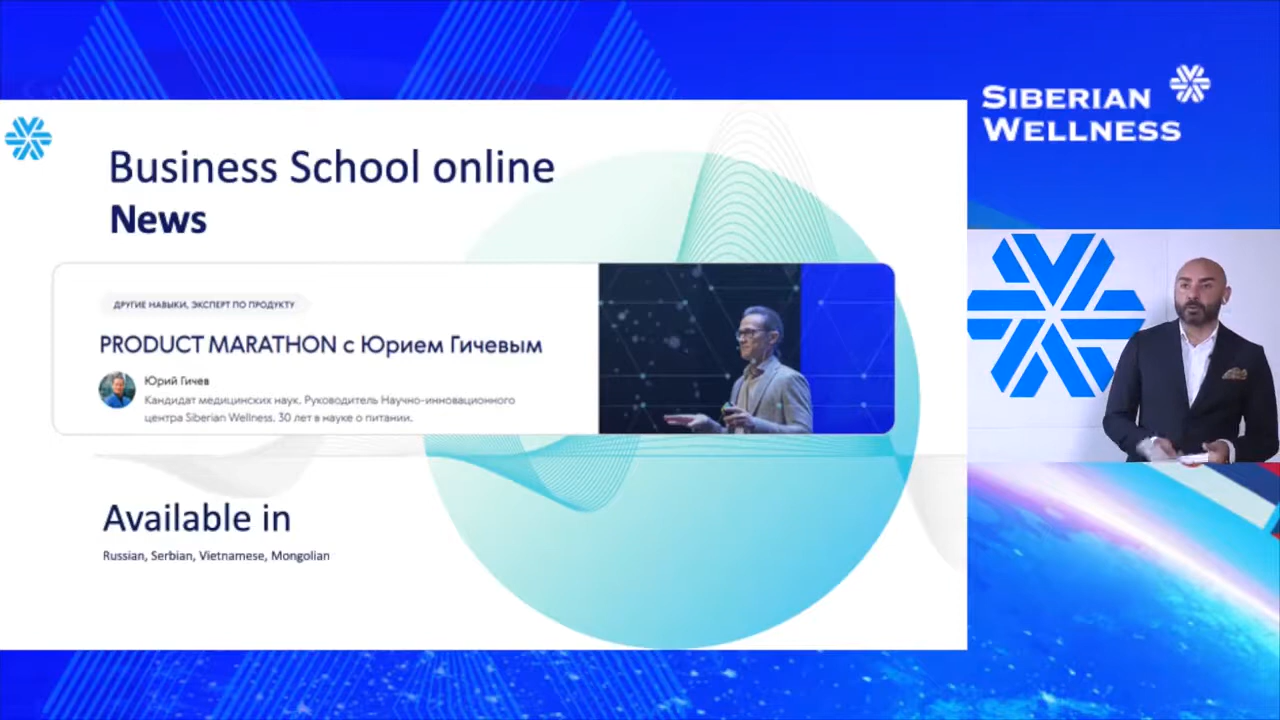 Business School online
News
ДРУГИЕ НАВЫКИ, ЭКСПЕРТ ПО ПРОДУКТУ
PRODUCT MARATHON с Юрием Гичевым
Юрий Гичев
Кандидат медицинских наук. Руководитель Научно-инновационного
центра Siberian Wellness. 30 лет в науке о питании.
Available in
Russian, Serbian, Vietnamese, Mongolian
SIBERIAN
WELLNESS